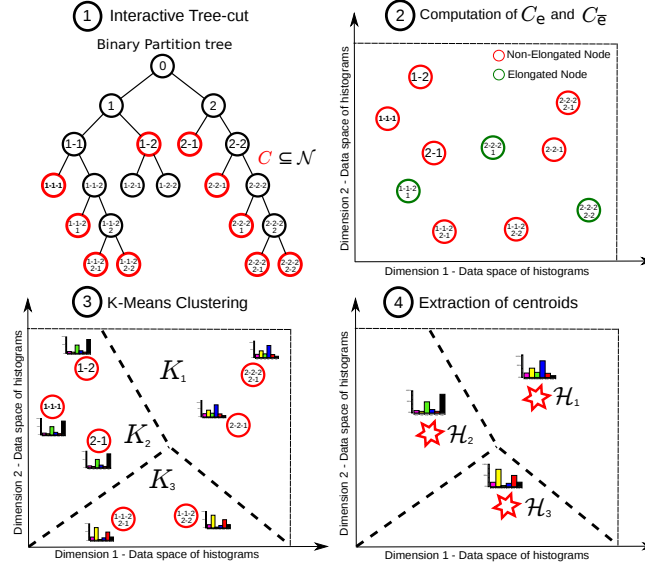 1 Interactive Tree-cut
Binary Partition tree
0
1
2
1-1
1-2
2-1
2-2
1-1-1
1-1-2
1-2-1
1-2-2
2-2-1
2-2-2
1-1-2
1
1-1-2
2
2-2-2
1
2-2-2
2
1-1-2
2-1
1-1-2
2-2
2-2-2
2-1
2-2-2
2-2
C ⊆ N
2 Computation of Ce and Ce̅
Non-Elongated Node
Elongated Node
1-2
2-2-2
2-1
1-1-1
2-1
2-2-2
1
2-2-1
1-1-2
1
2-2-2
2-2
1-1-2
2-1
1-1-2
2-2
Dimension 2 - Data space of histograms
Dimension 1 - Data space of histograms
3 K-Means Clustering
1-2
K1
2-2-2
2-1
1-1-1
2-1
K2
2-2-1
K3
1-1-2
2-1
1-1-2
2-2
Dimension 2 - Data space of histograms
Dimension 1 - Data space of histograms
4 Extraction of centroids
H1
H2
H3
Dimension 2 - Data space of histograms
Dimension 1 - Data space of histograms